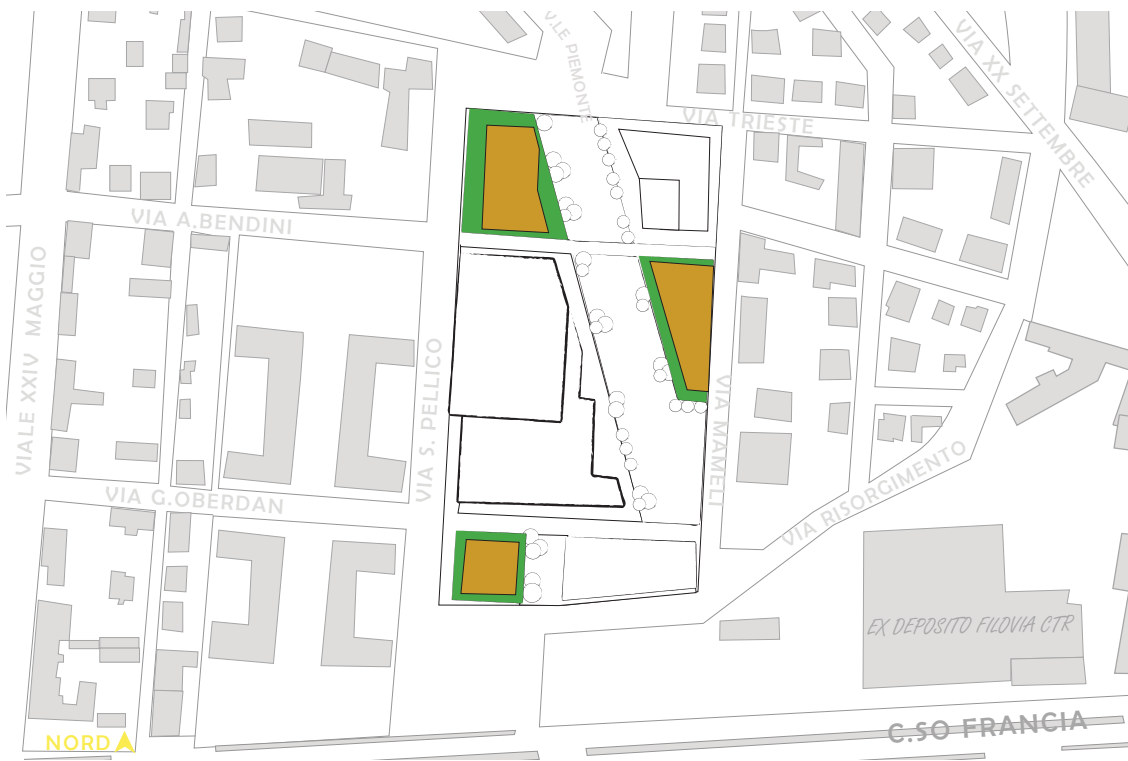 V.LE PIEMONTE
VIA XX SETTEMBRE
VIA TRIESTE
VIA A.BENDINI
VIALE XXIV MAGGIO
VIA S. PELLICO
VIA MAMELI
VIA G.OBERDAN
VIA RISORGIMENTO
EX DEPOSITO FILOVIA CTR
C.SO FRANCIA
NORD